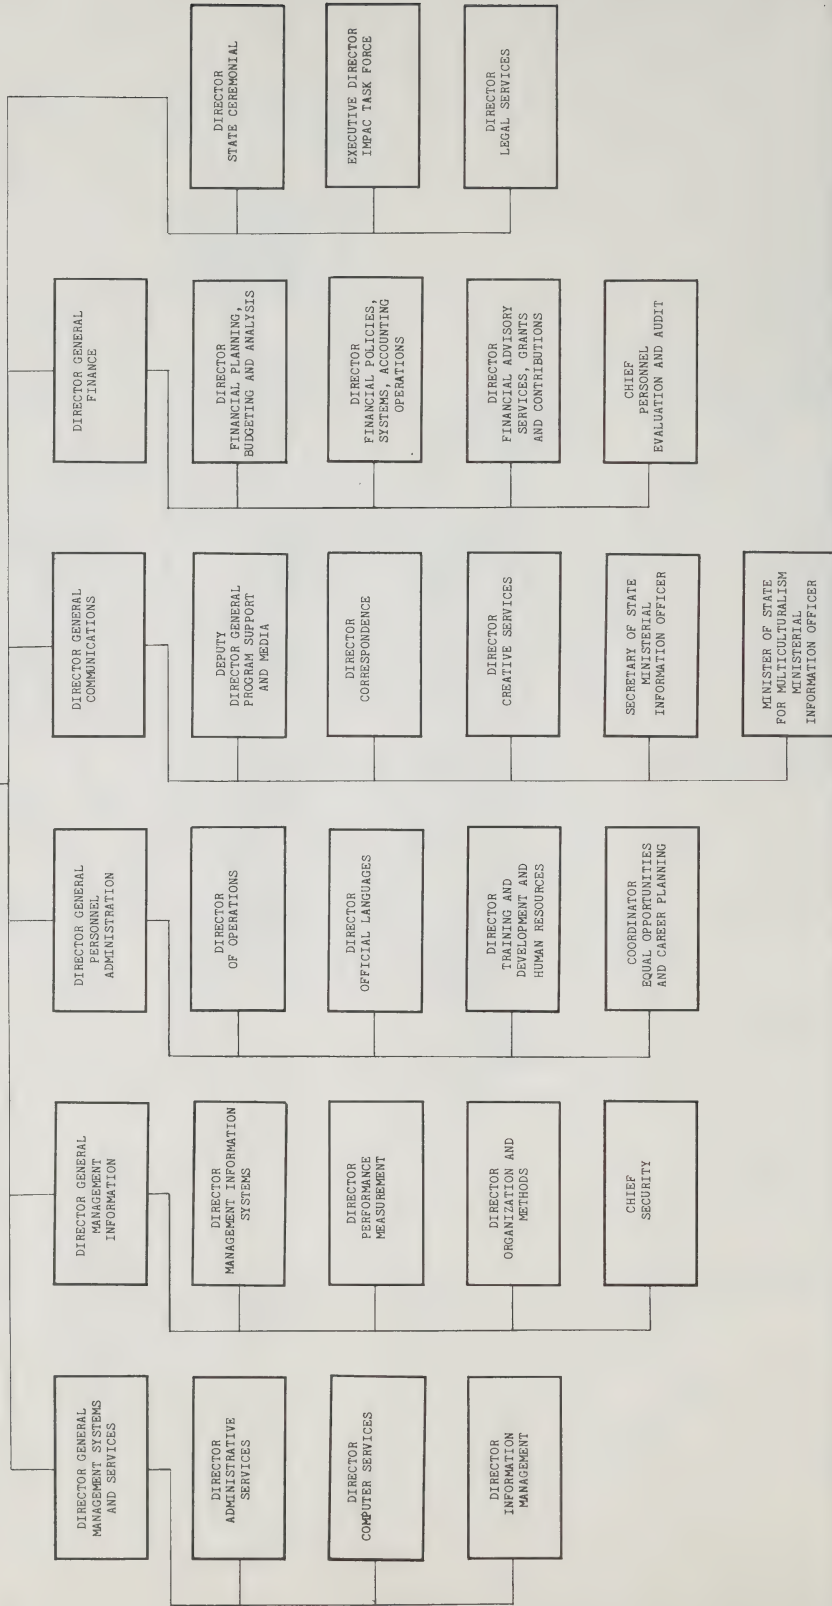 DIRECTOR GENERAL
MANAGEMENT SYSTEMS
AND SERVICES
DIRECTOR
ADMINISTRATIVE
SERVICES
DIRECTOR
COMPUTER SERVICES
DIRECTOR
INFORMATION
MANAGEMENT
DIRECTOR GENERAL
MANAGEMENT
INFORMATION
DIRECTOR
MANAGEMENT INFORMATION
SYSTEMS
DIRECTOR
PERFORMANCE
MEASUREMENT
DIRECTOR
ORGANIZATION AND
METHODS
CHIEF
SECURITY
DIRECTOR GENERAL
PERSONNEL
ADMINISTRATION
DIRECTOR
OF OPERATIONS
DIRECTOR
OFFICIAL LANGUAGES
DIRECTOR
TRAINING AND
DEVELOPMENT AND
HUMAN RESOURCES
COORDINATOR
EQUAL OPPORTUNITIES
AND CAREER PLANNING
DIRECTOR GENERAL
COMMUNICATIONS
DEPUTY
DIRECTOR GENERAL
PROGRAM SUPPORT
AND MEDIA
DIRECTOR
CORRESPONDENCE
DIRECTOR
CREATIVE SERVICES
SECRETARY OF STATE
MINISTERIAL
INFORMATION OFFICER
MINISTER OF STATE
FOR MULTICULTURALISM
MINISTERIAL
INFORMATION OFFICER
DIRECTOR GENERAL
FINANCE
DIRECTOR
FINANCIAL PLANNING,
BUDGETING AND ANALYSIS
DIRECTOR
FINANCIAL POLICIES,
SYSTEMS, ACCOUNTING
OPERATIONS
DIRECTOR
FINANCIAL ADVISORY
SERVICES, GRANTS
AND CONTRIBUTIONS
CHIEF
PERSONNEL
EVALUATION AND AUDIT
DIRECTOR
STATE CEREMONIAL
EXECUTIVE DIRECTOR
IMPAC TASK FORCE
DIRECTOR
LEGAL SERVICES